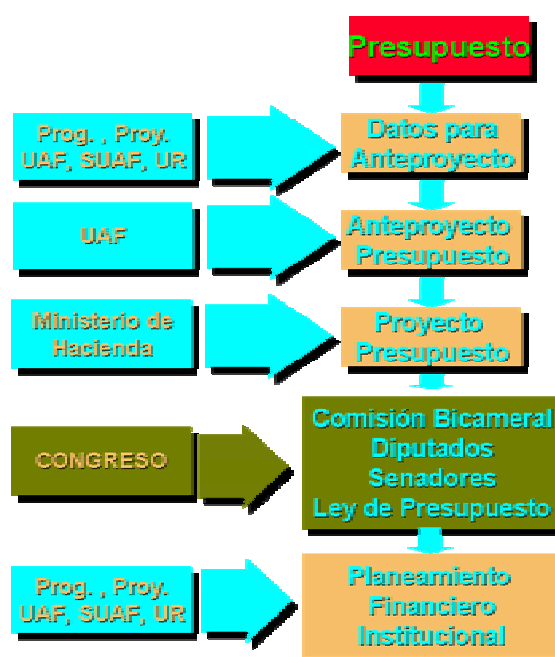 Presupuesto
Prog. , Proy.
UAF, SUAF, UR
Datos para
Anteproyecto
UAF
Anteproyecto
Presupuesto
Ministerio de
Hacienda
Proyecto
Presupuesto
CONGRESO
Comisión Bicameral
Diputados
Senadores
Ley de Presupuesto
Prog. , Proy.
UAF, SUAF, UR
Planeamiento
Financiero
Institucional